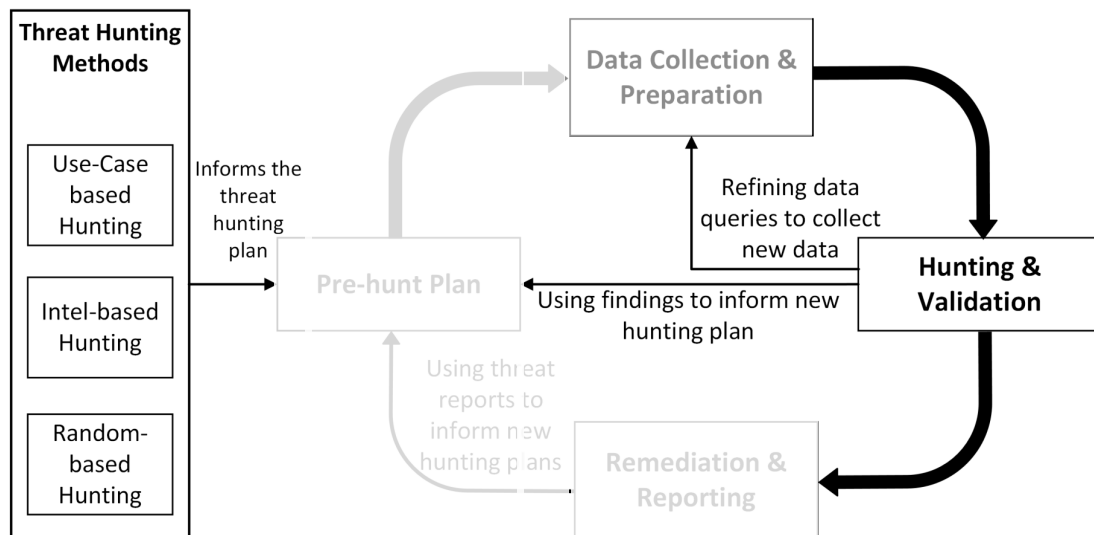 Threat Hunting
Methods
Use-Case
based
Hunting
Intel-based
Hunting
Random-
based
Hunting
Informs the
threat
hunting
plan
Pre-hunt Plan
Data Collection &
Preparation
Refining data
queries to collect
new data
Hunting &
Validation
Using findings to inform new
hunting plan
Using threat
reports to
inform new
hunting plans
Remediation &
Reporting